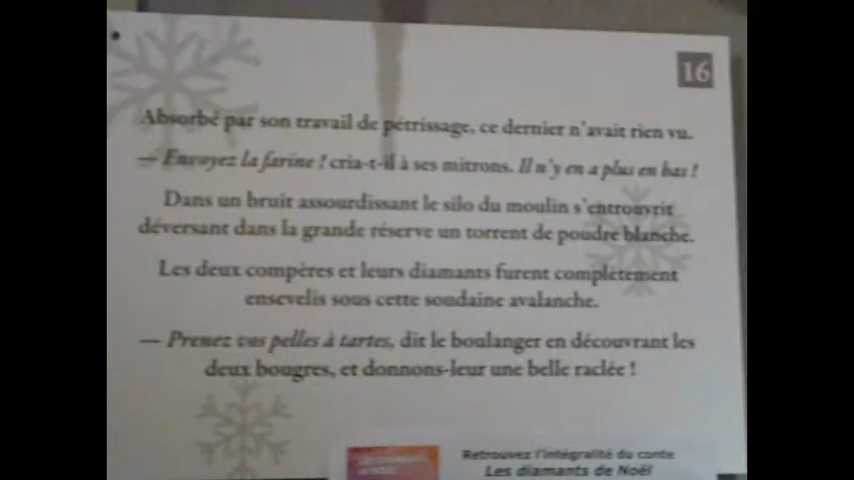 16
Absorbé par son travail de pétrissage, ce dernier n'avait rien vu.
— Envoyez la farine ! cria-t-il à ses mitrons. Il n'y en a plus en bas !
Dans un bruit assourdissant le silo du moulin s'entrouvrit
déversant dans la grande réserve un torrent de poudre blanche.
Les deux compères et leurs diamants furent complètement
ensevelis sous cette soudaine avalanche.
— Prenez vos pelles à tartes, dit le boulanger en découvrant les
deux bougres, et donnons-leur une belle raclée !
Retrouvez l'intégralité du conte
Les diamants de Noël